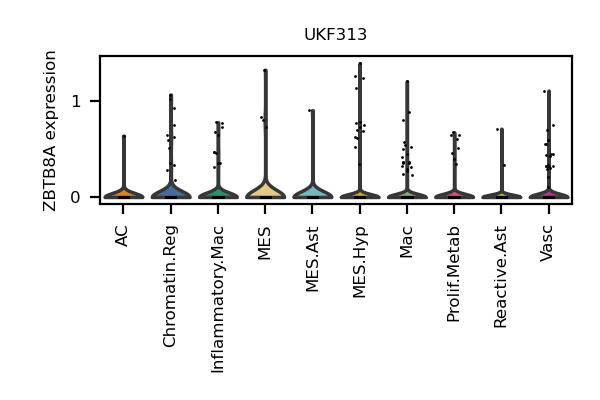 UKF313
ZBTB8A expression
1
0
AC
Chromatin.Reg
Inflammatory.Mac
MES
MES.Ast
MES.Hyp
Mac
Prolif.Metab
Reactive.Ast
Vasc